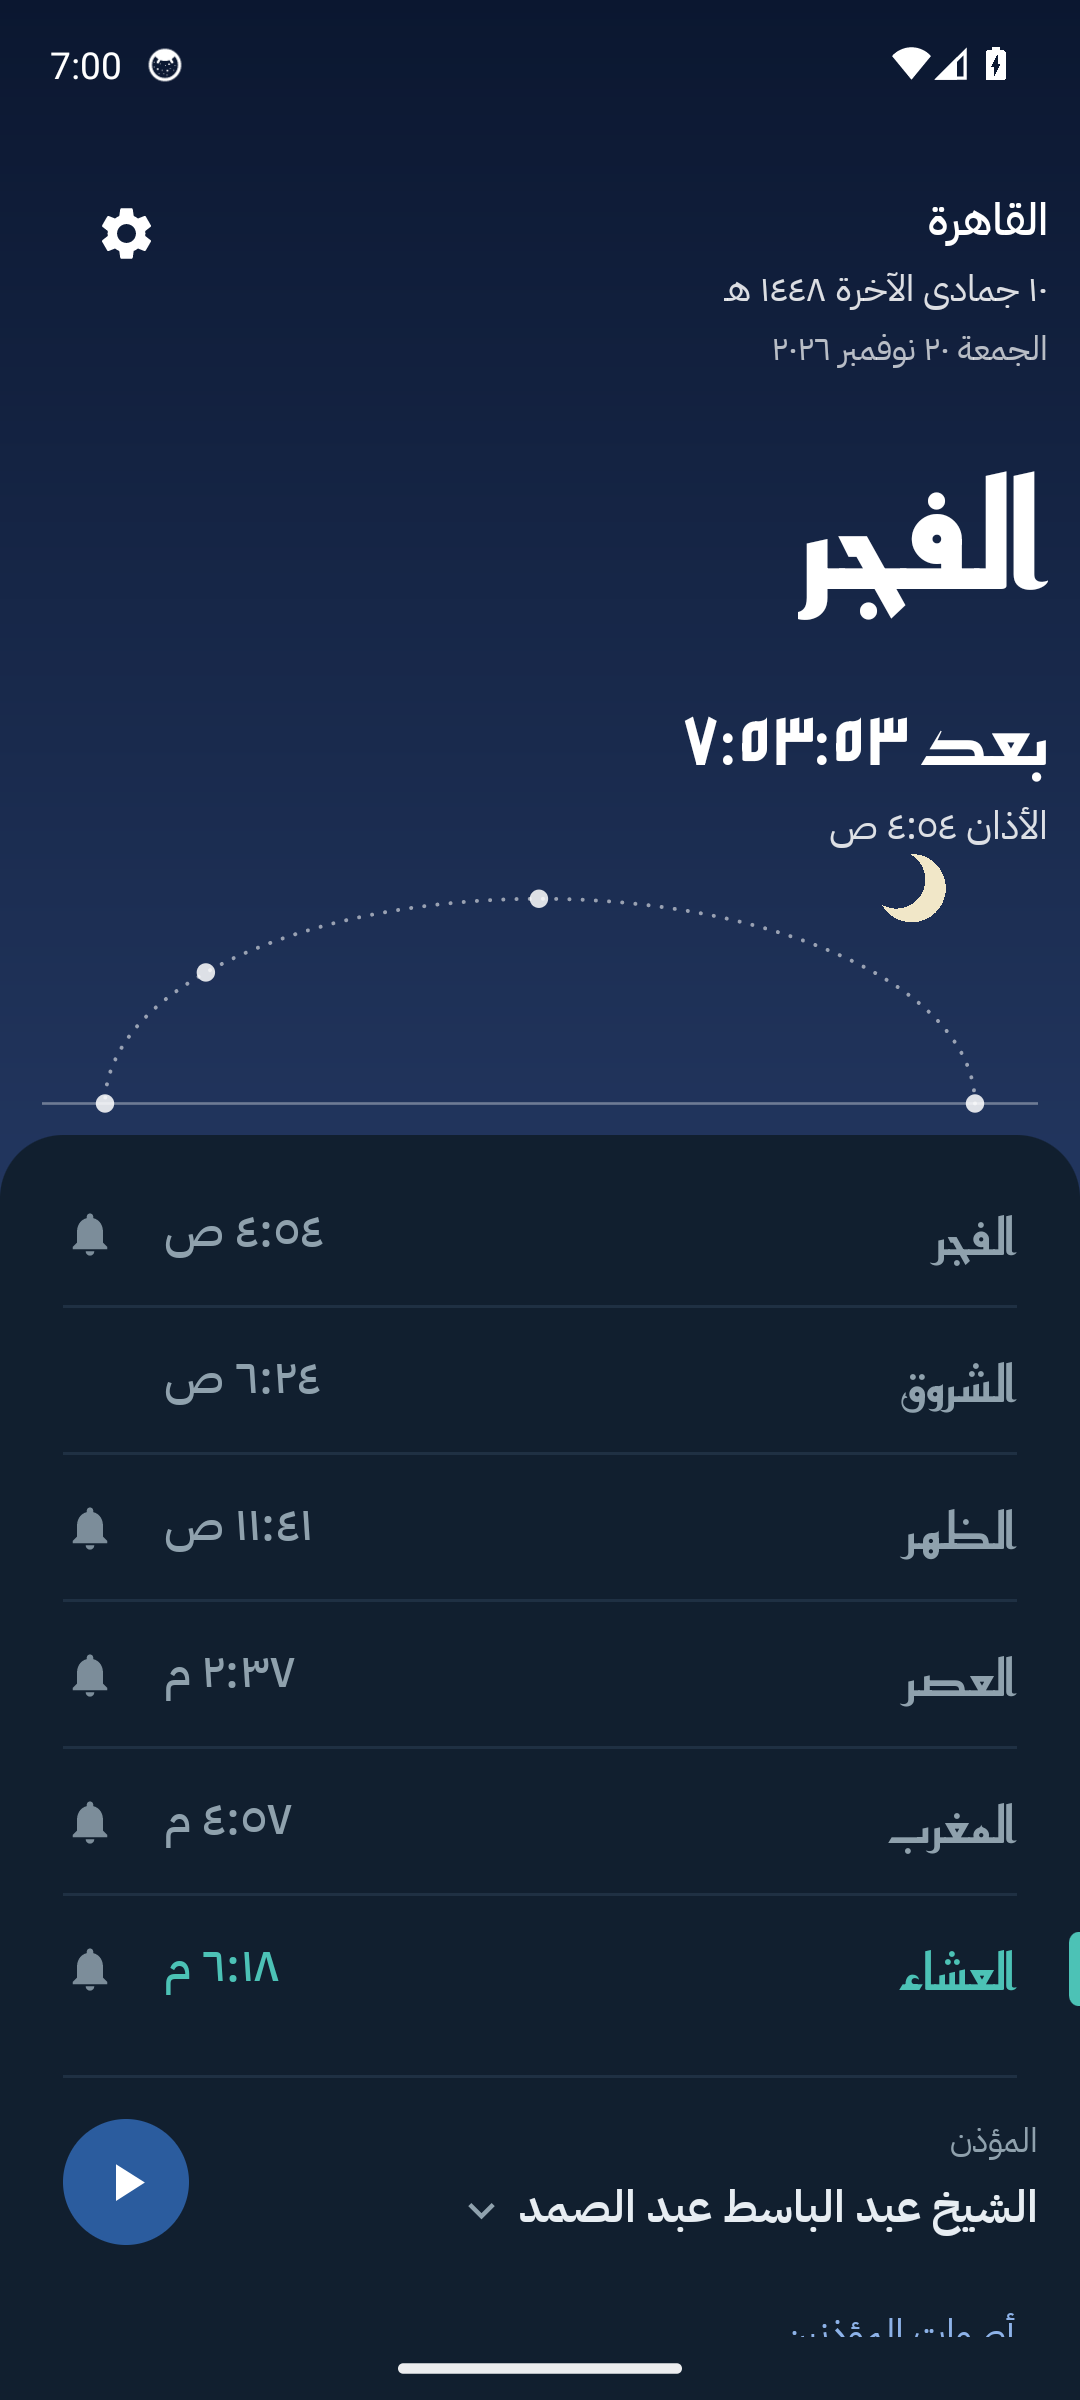 7:00
القاهرة
١٠ جمادى الآخرة ١٤٤٨ هـ
الجمعة ٢٠ نوفمبر ٢٠٢٦
الفجر
بعد ٧:٥٣:٥٣
الأذان ٤:٥٤ ص
الفجر ٤:٥٤ ص
الشروق ٦:٢٤ ص
الظهر ١١:٤١ ص
العصر ٢:٣٧ م
المغرب ٤:٥٧ م
العشاء ٦:١٨ م
المؤذن
الشيخ عبد الباسط عبد الصمد
أصوات المؤذنين